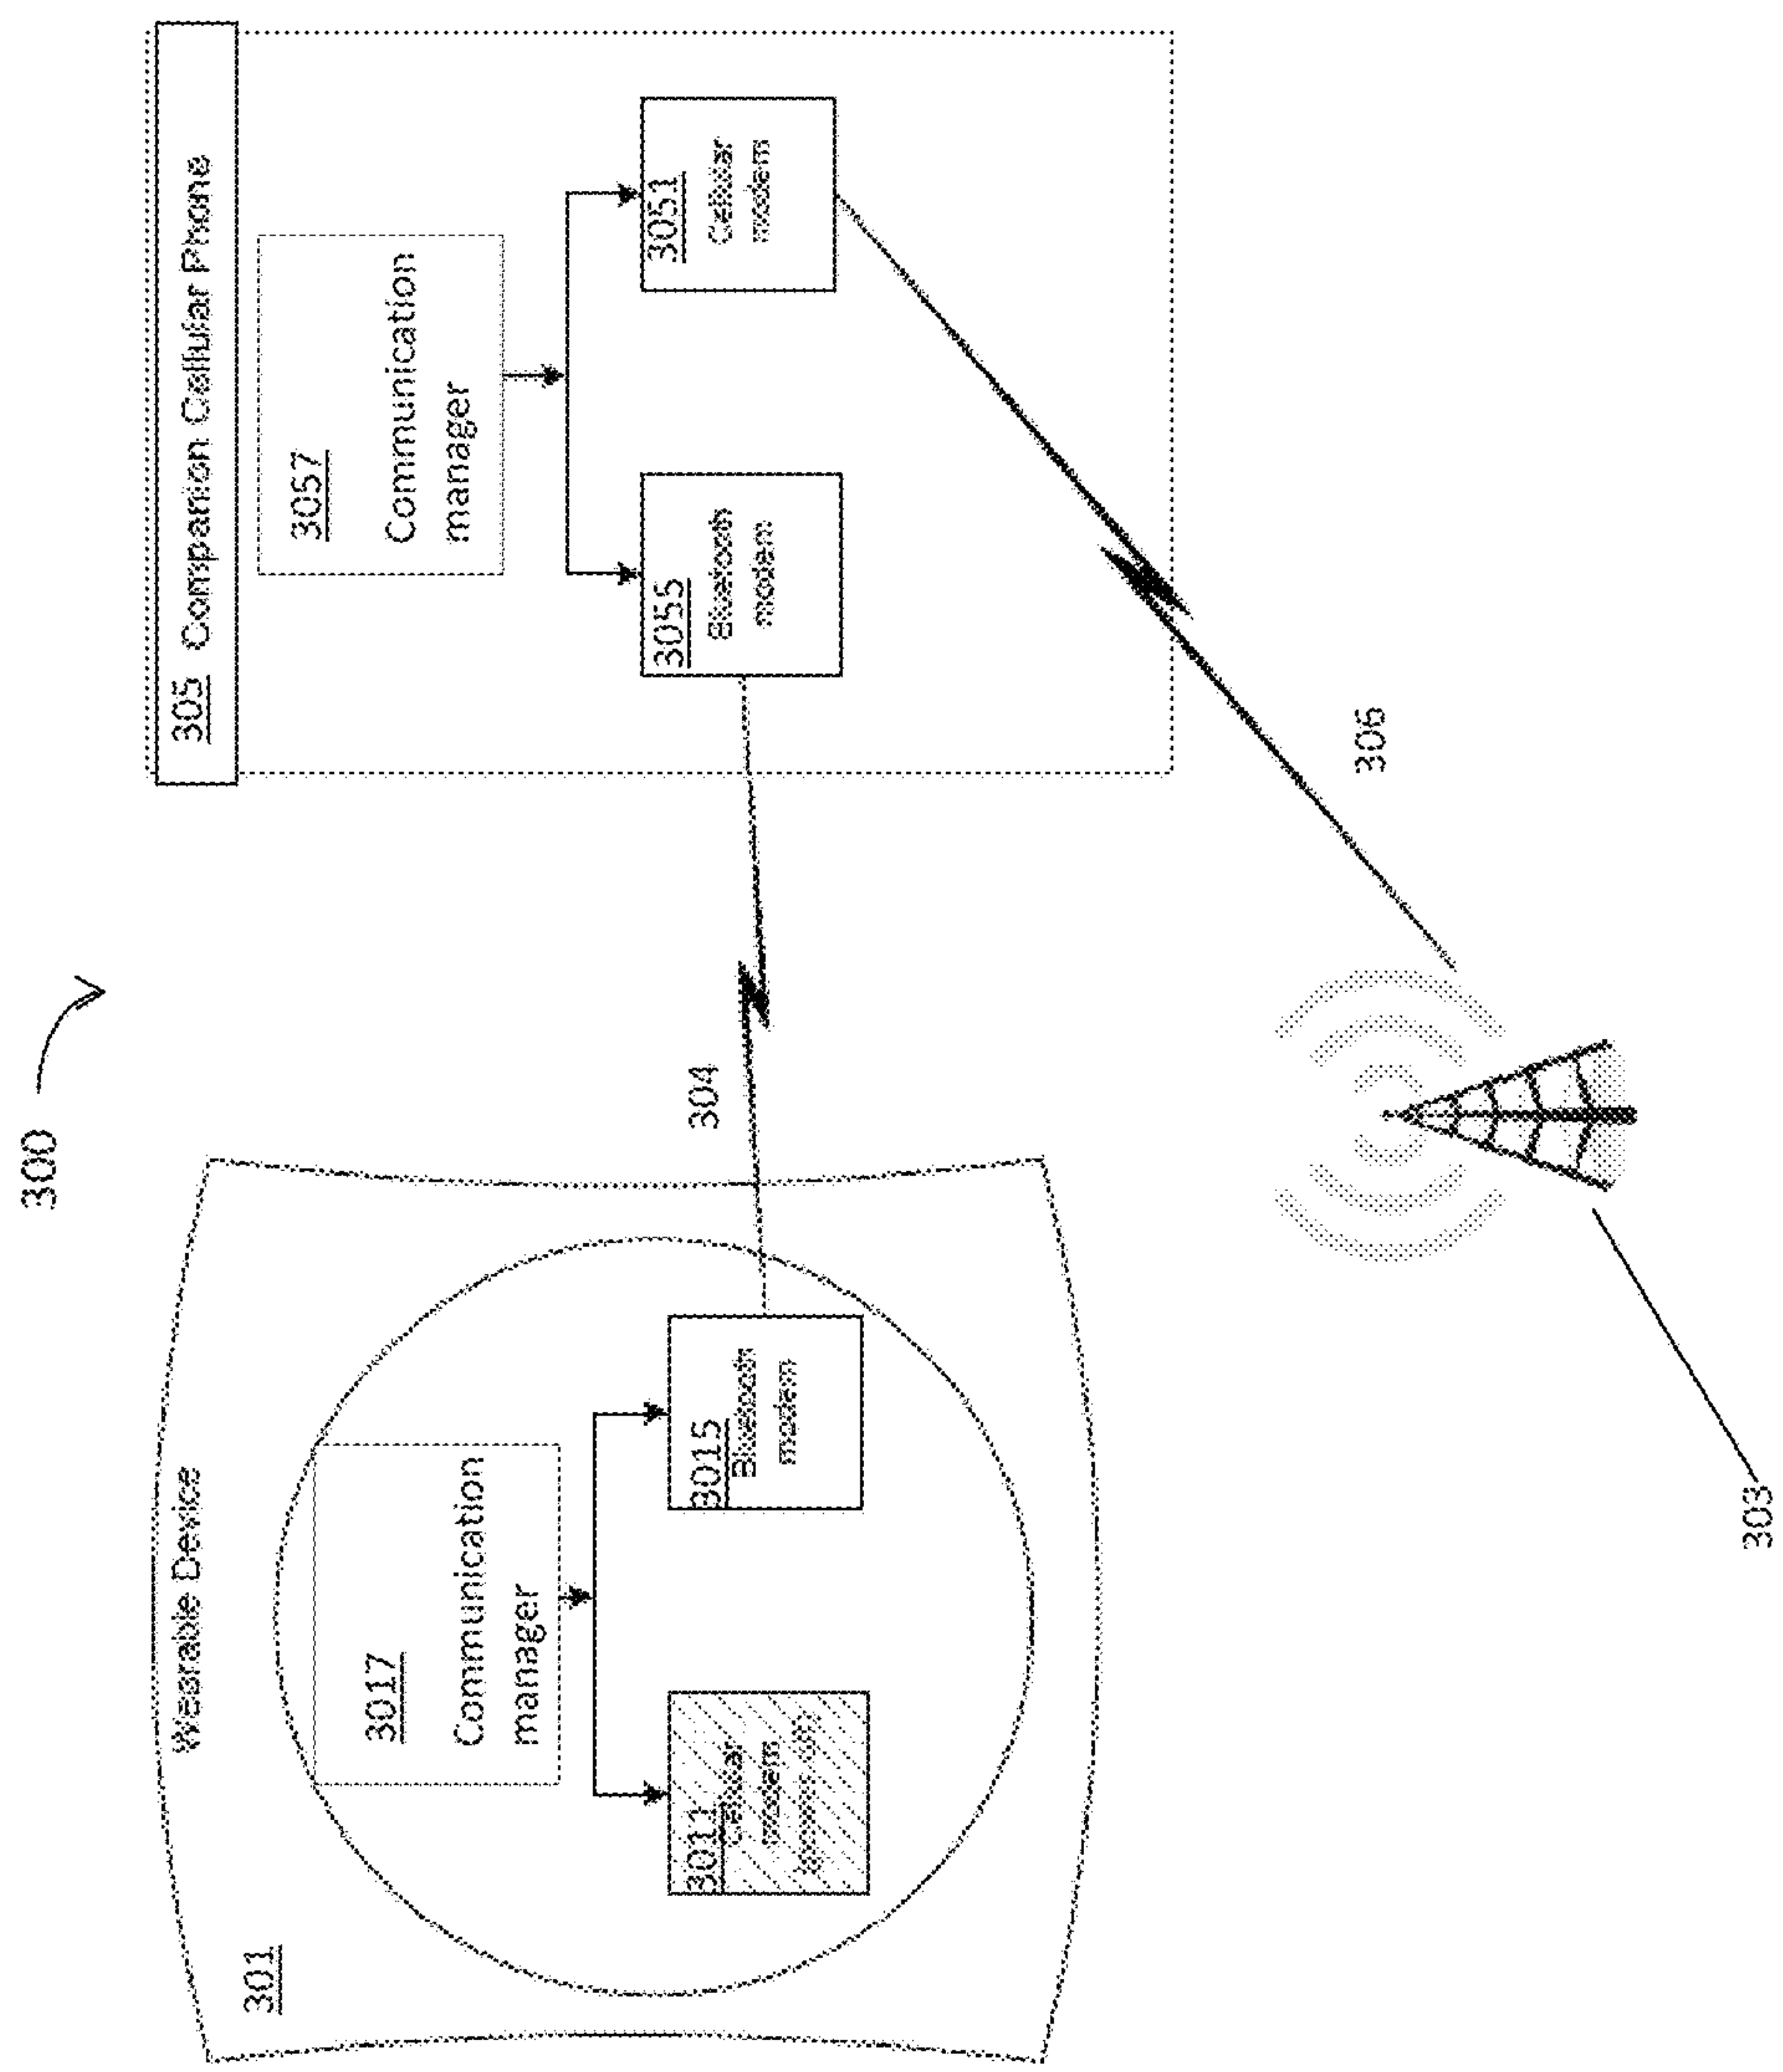 300
Wearable Device
301
3017
Communication
manager
3011
Cellular
modem
3015
Bluetooth
modem
304
305 Companion Cellular Phone
3057
Communication
manager
3055
Bluetooth
modem
3051
Cellular
modem
306
303